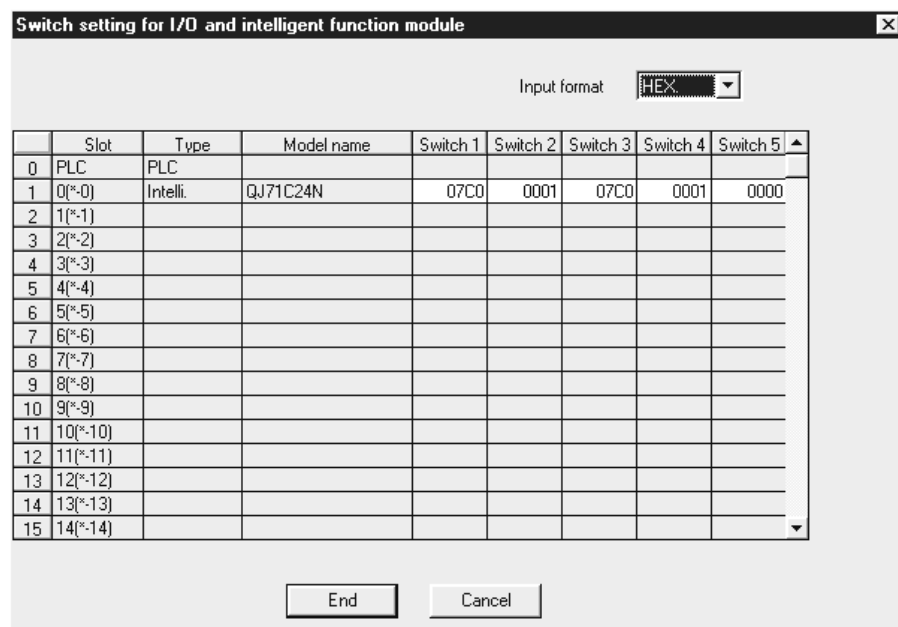 Switch setting for I/O and intelligent function module
Input format HEX.
Slot Type Model name Switch 1 Switch 2 Switch 3 Switch 4 Switch 5
0 PLC PLC
1 0(*-0) Intelli. QJ71C24N 07C0 0001 07C0 0001 0000
2 1(*-1)
3 2(*-2)
4 3(*-3)
5 4(*-4)
6 5(*-5)
7 6(*-6)
8 7(*-7)
9 8(*-8)
10 9(*-9)
11 10(*-10)
12 11(*-11)
13 12(*-12)
14 13(*-13)
15 14(*-14)
End Cancel